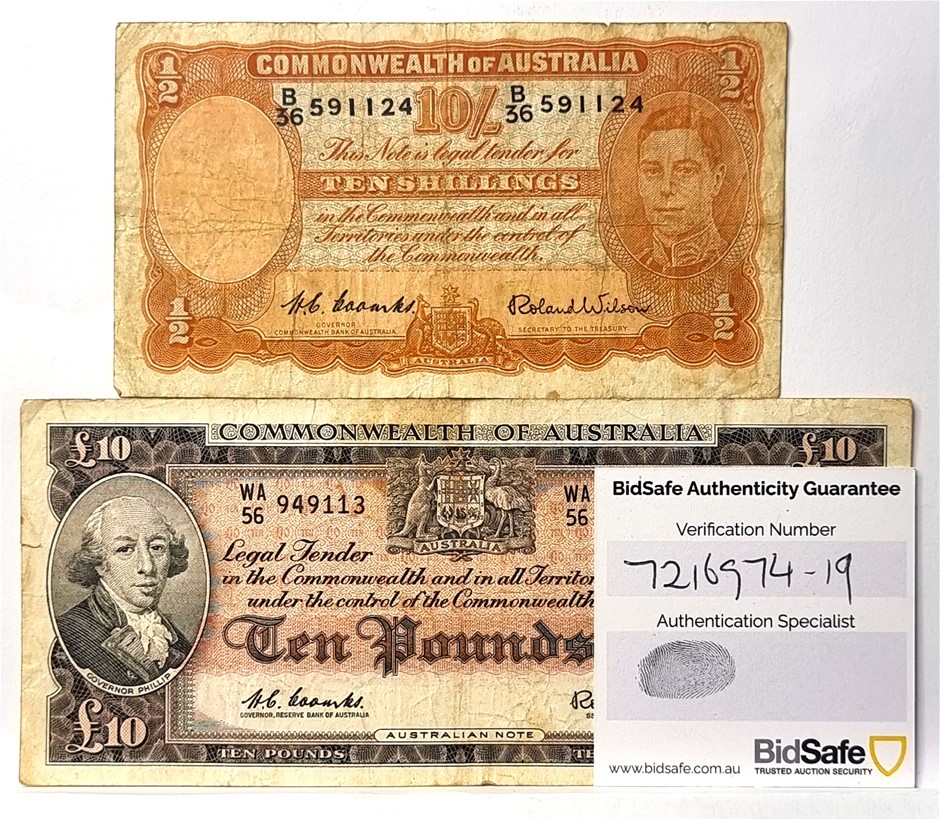 1/2 COMMONWEALTH OF AUSTRALIA 1/2
B/36 591124 10/- B/36 591124
This Note is legal tender for
TEN SHILLINGS
in the Commonwealth and in all
Territories under the control of
the Commonwealth.
H.C. Coombs. Roland Wilson
GOVERNOR SECRETARY TO THE TREASURY
COMMONWEALTH BANK OF AUSTRALIA
1/2 1/2
AUSTRALIA
COMMONWEALTH OF AUSTRALIA
£10 £10
WA 56 949113 WA 56
AUSTRALIA
Legal Tender
in the Commonwealth and in all Territor
under the control of the Commonwealth
Ten Pounds
GOVERNOR PHILLIP
H.C. Coombs.
GOVERNOR, RESERVE BANK OF AUSTRALIA
£10
AUSTRALIAN NOTE
TEN POUNDS TE
BidSafe Authenticity Guarantee
Verification Number
7216974-19
Authentication Specialist
www.bidsafe.com.au
BidSafe
TRUSTED AUCTION SECURITY